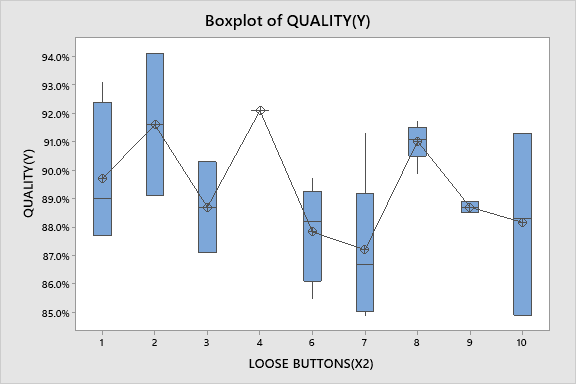 Boxplot of QUALITY(Y)
QUALITY(Y)
94.0%
93.0%
92.0%
91.0%
90.0%
89.0%
88.0%
87.0%
86.0%
85.0%
1 2 3 4 6 7 8 9 10
LOOSE BUTTONS(X2)